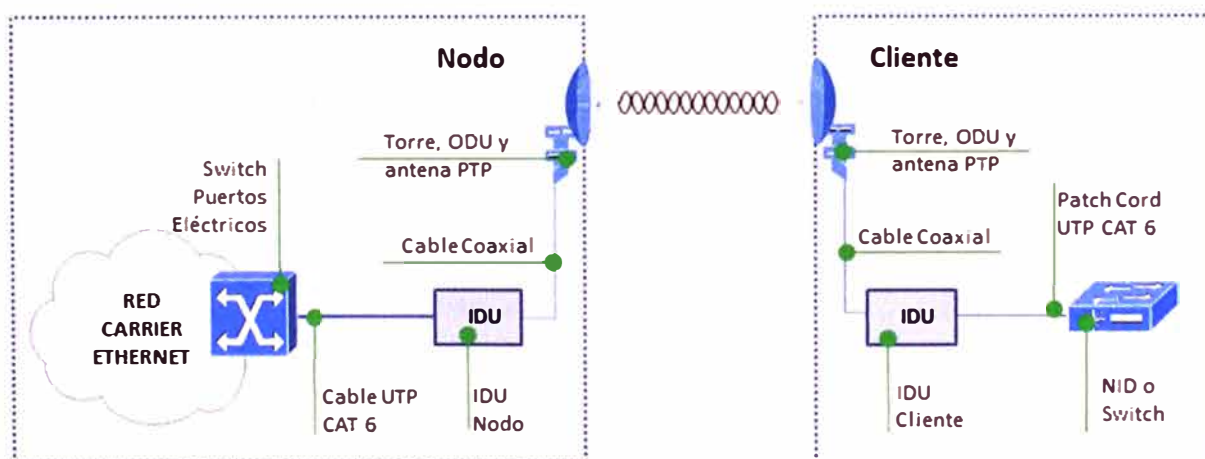 Nodo
Cliente
Torre, ODU y
antena PTP
Switch
Puertos
Eléctricos
Cable Coaxial
RED
CARRIER
ETHERNET
IDU
Cable UTP
CAT 6
IDU
Nodo
Torre, ODU y
antena PTP
Patch Cord
UTP CAT 6
Cable Coaxial
IDU
IDU
Cliente
NID o
Switch